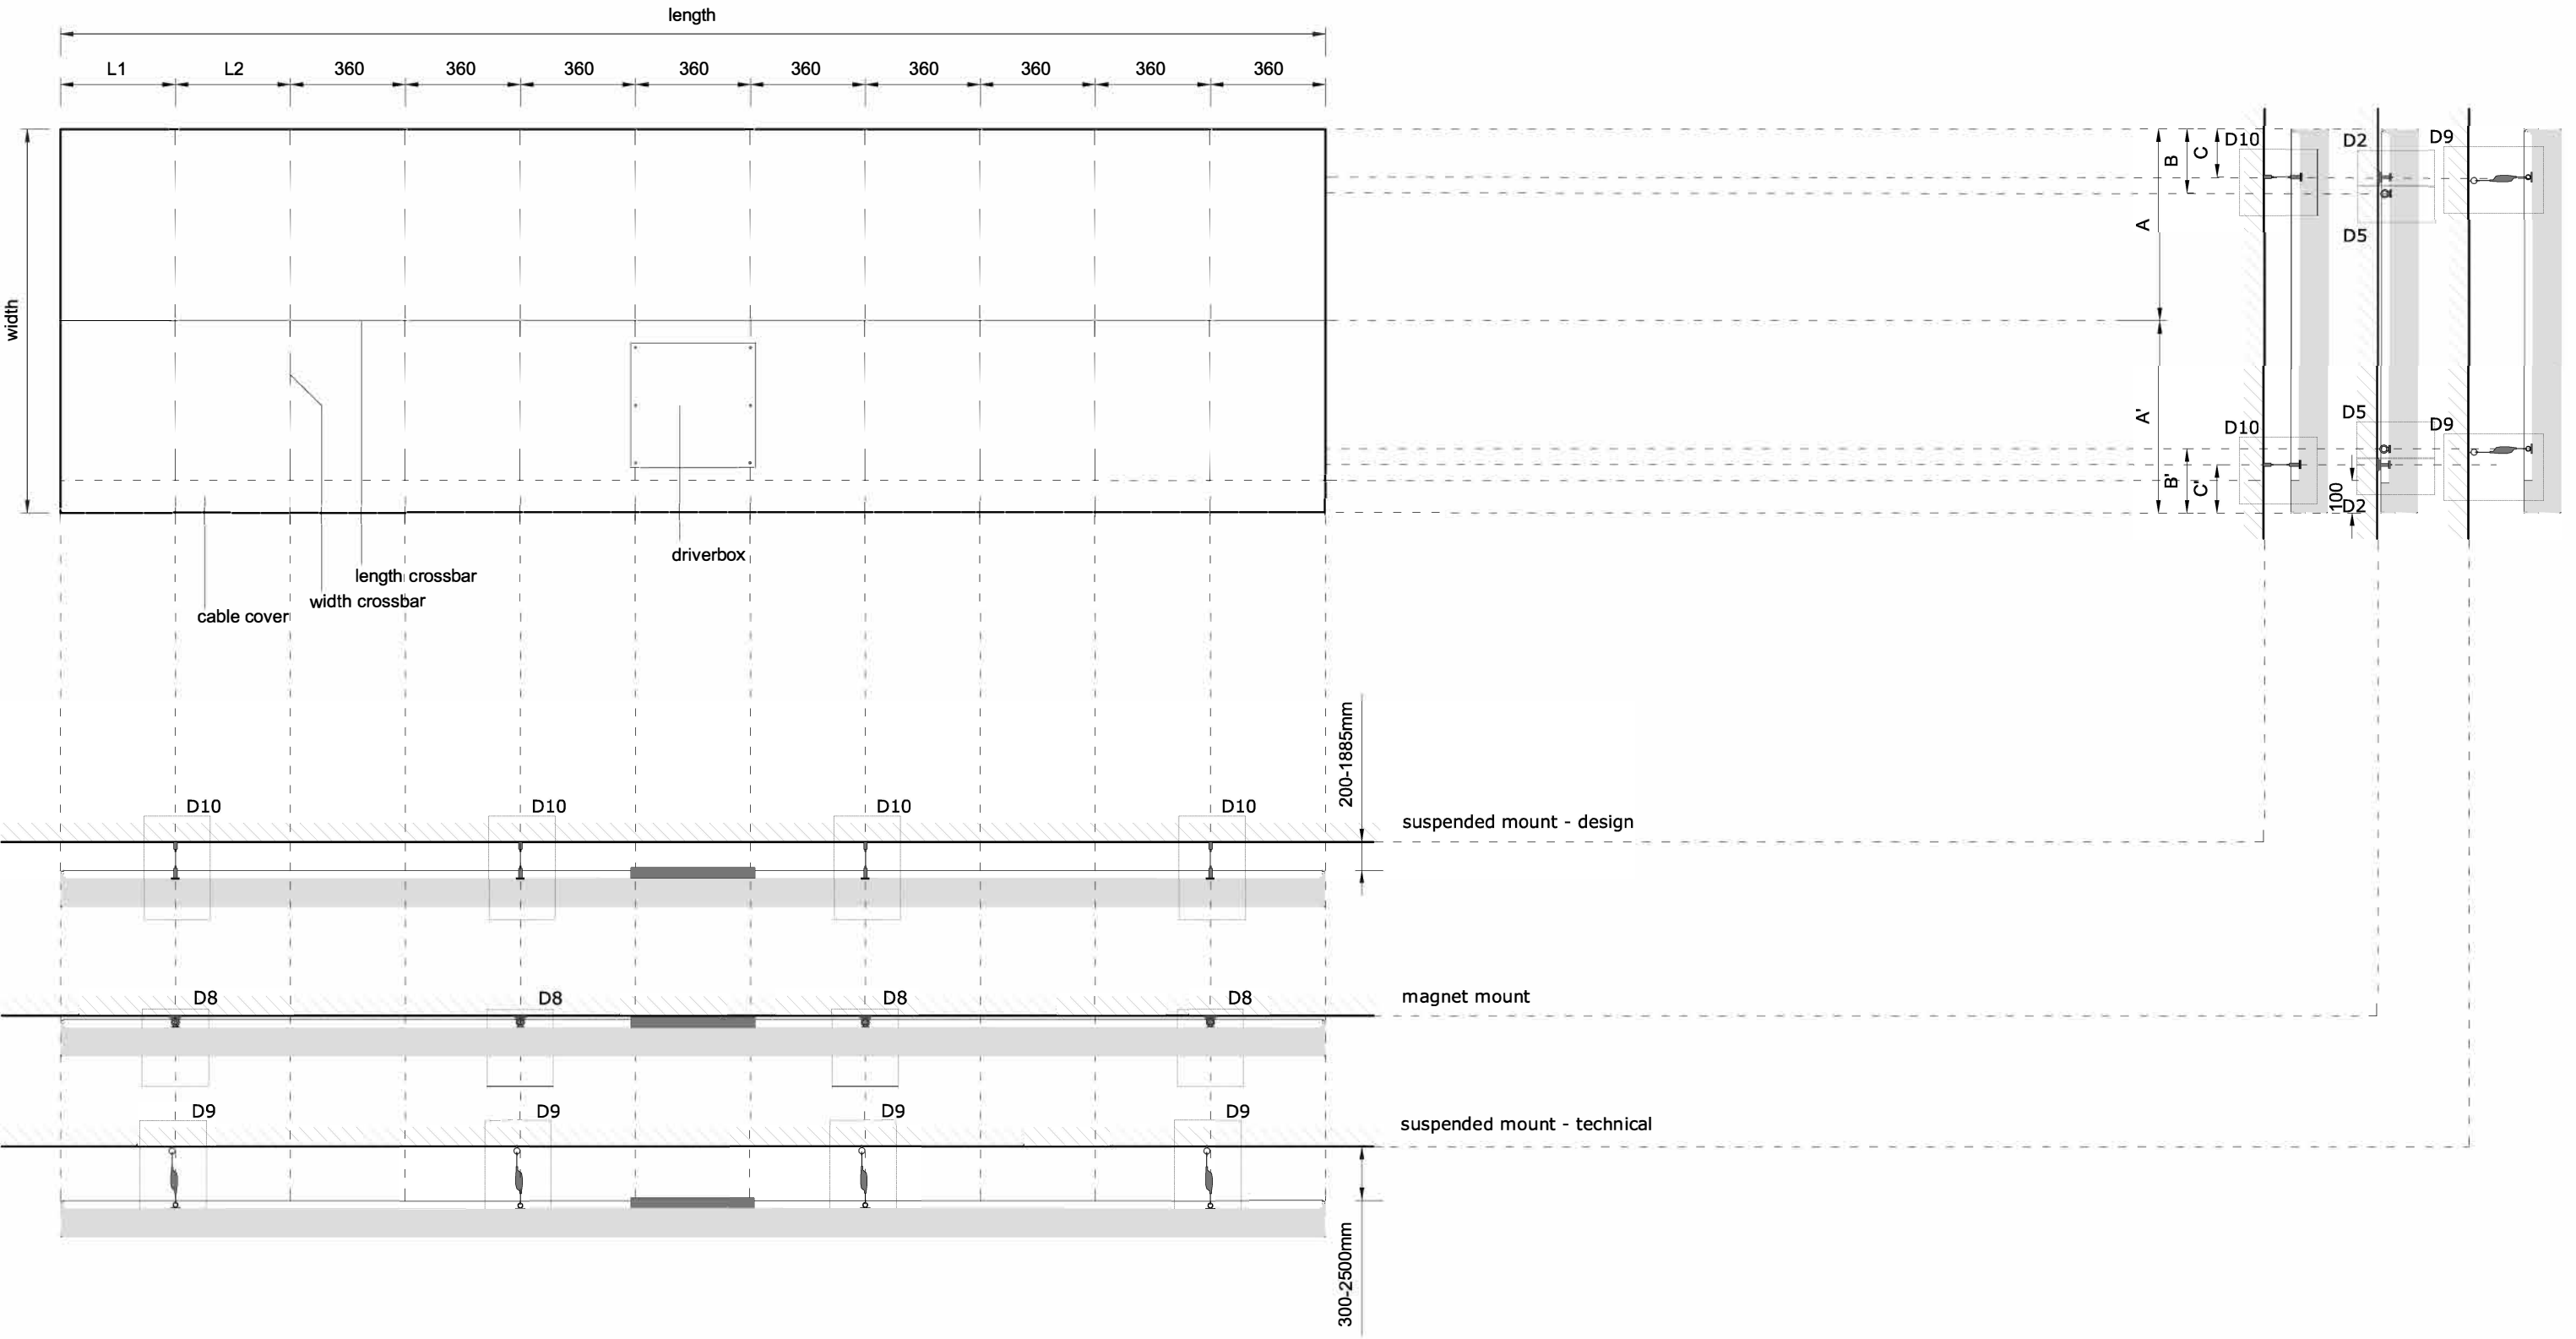 length
L1 L2 360 360 360 360 360 360 360 360 360
width
A
B
C
D10 D2 D9
D5
A'
B'
C'
D10 D5 D9
100
D2
driverbox
length crossbar
width crossbar
cable cover
200-1885mm
D10 D10 D10 D10
suspended mount - design
D8 D8 D8 D8
magnet mount
D9 D9 D9 D9
suspended mount - technical
300-2500mm